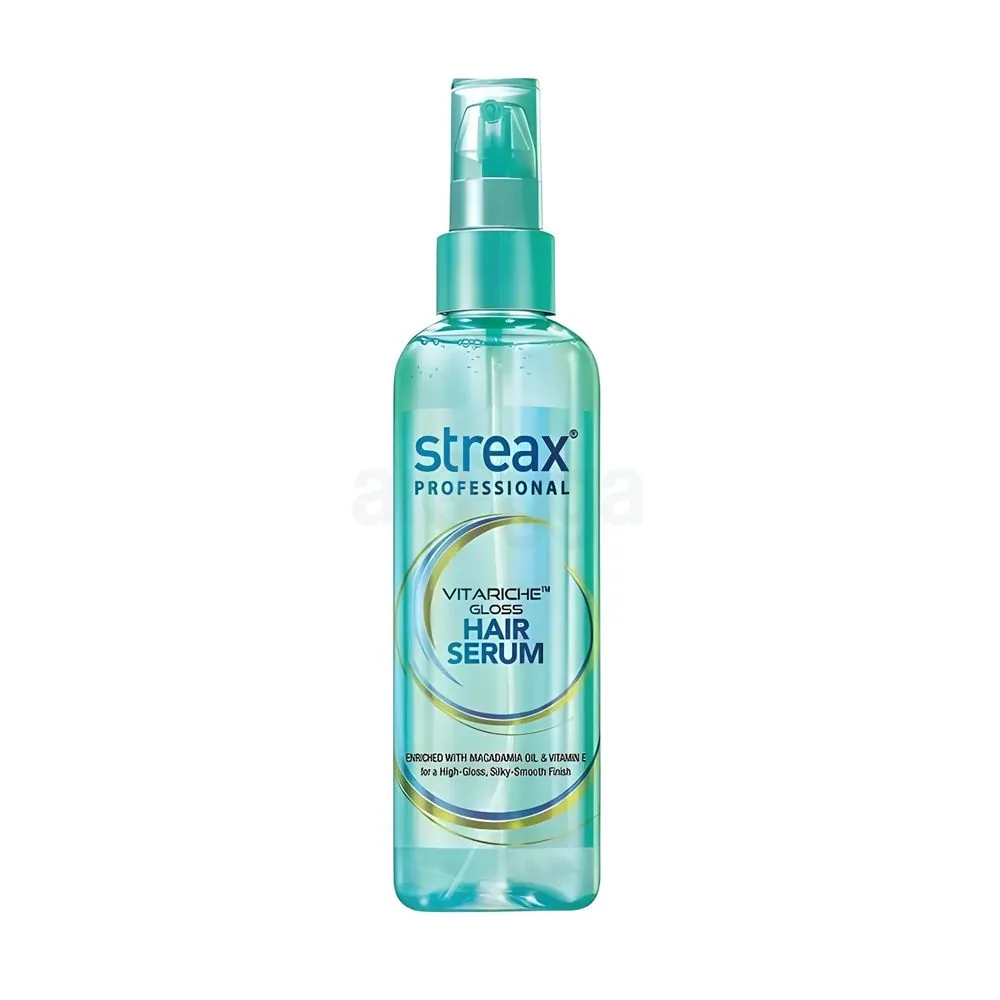 streax®
PROFESSIONAL
VITARICHE™
GLOSS
HAIR
SERUM
ENRICHED WITH MACADAMIA OIL & VITAMIN E
for a High-Gloss, Silky-Smooth Finish